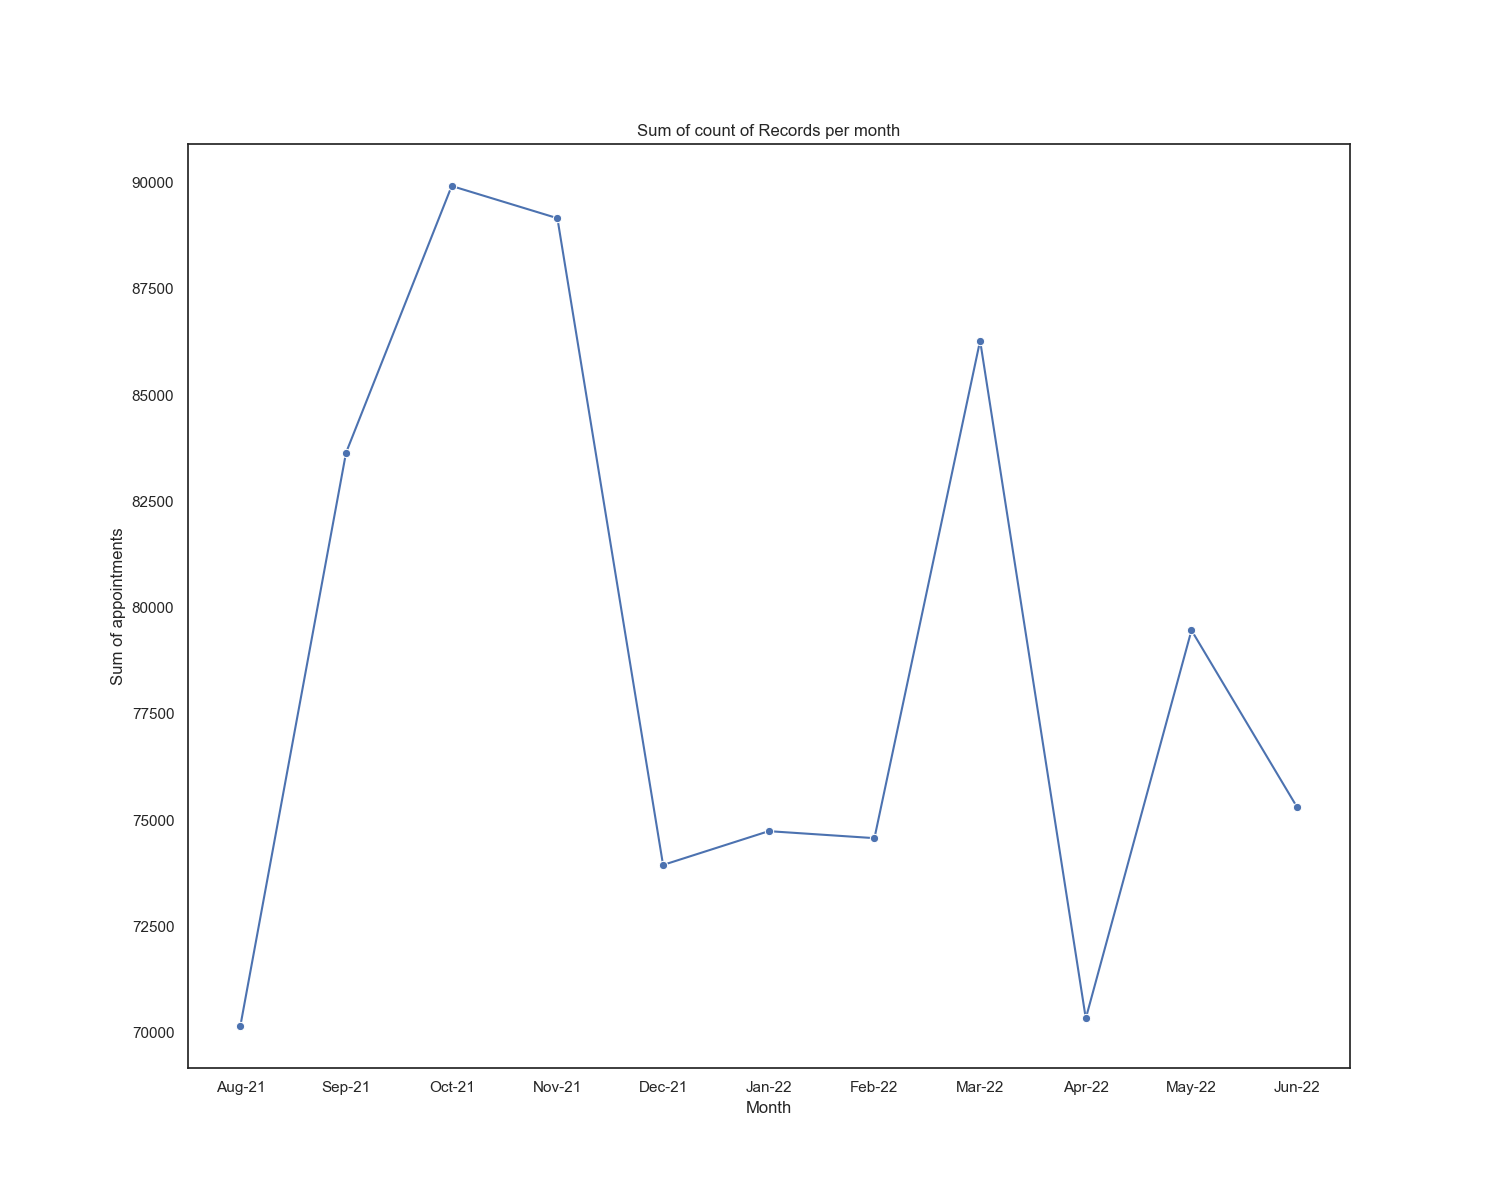 Sum of count of Records per month
90000
87500
85000
82500
80000
77500
75000
72500
70000
Sum of appointments
Aug-21 Sep-21 Oct-21 Nov-21 Dec-21 Jan-22 Feb-22 Mar-22 Apr-22 May-22 Jun-22
Month